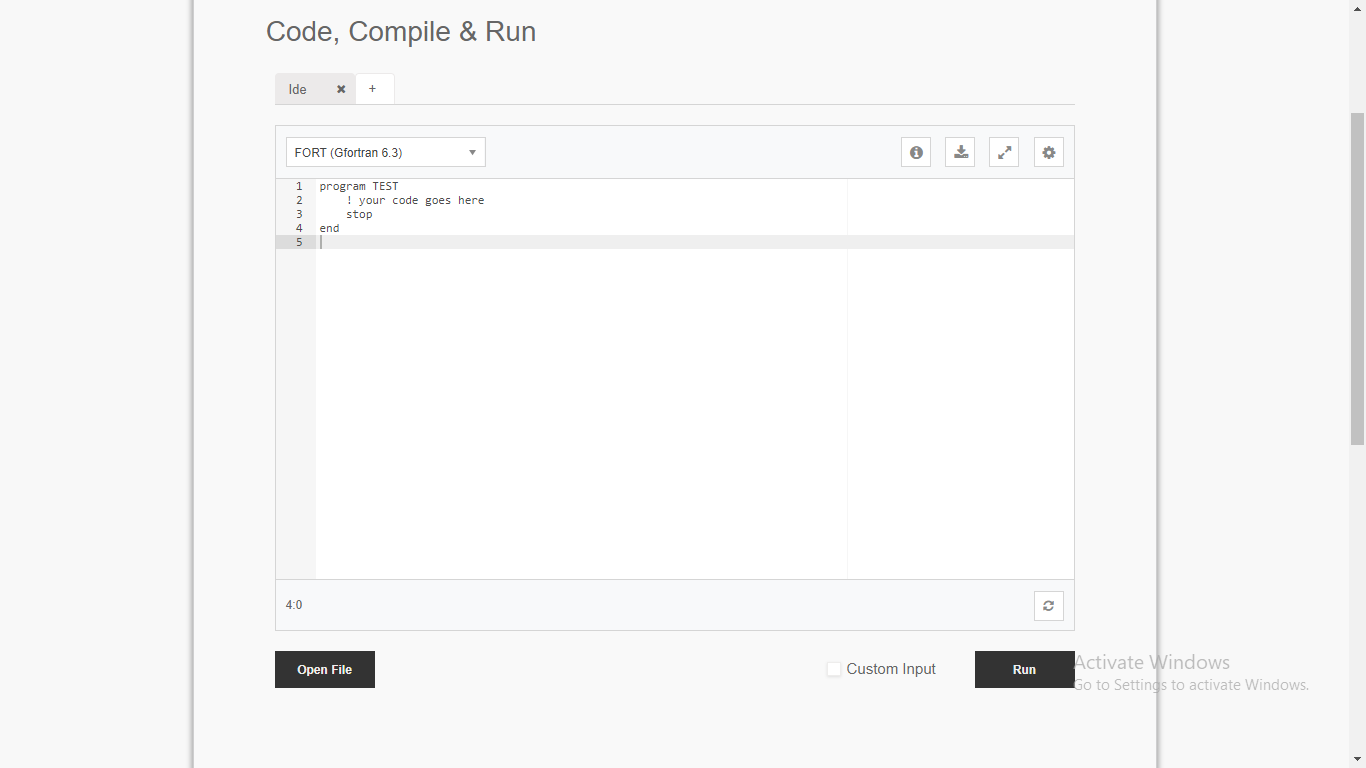 Code, Compile & Run
Ide ✖ +
FORT (Gfortran 6.3)
1 program TEST
2     ! your code goes here
3     stop
4 end
5
4:0
Open File
Custom Input
Run
Activate Windows
Go to Settings to activate Windows.